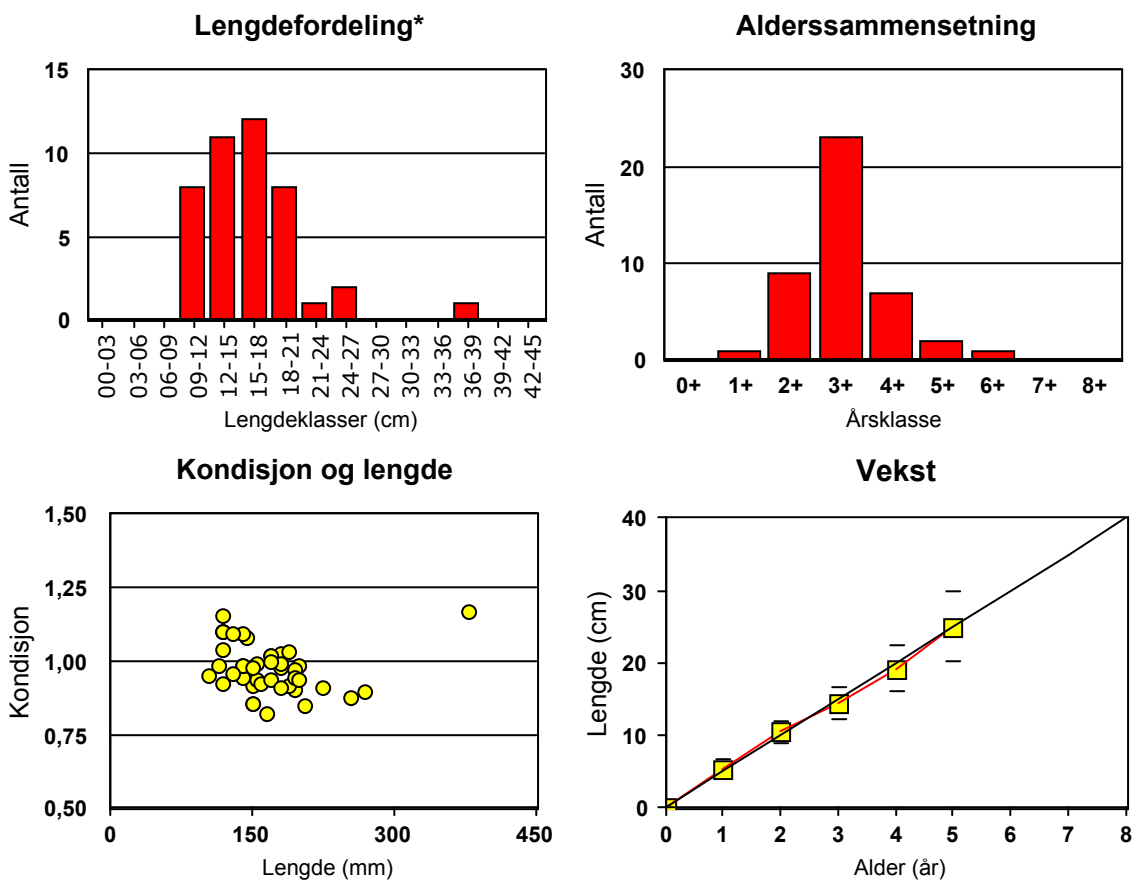 Lengdefordeling*
15
10
5
0
Antall
00-03
03-06
06-09
09-12
12-15
15-18
18-21
21-24
24-27
27-30
30-33
33-36
36-39
39-42
42-45
Lengdeklasser (cm)
Alderssammensetning
30
20
10
0
Antall
0+ 1+ 2+ 3+ 4+ 5+ 6+ 7+ 8+
Årsklasse
Kondisjon og lengde
1,50
1,25
1,00
0,75
0,50
Kondisjon
0 150 300 450
Lengde (mm)
Vekst
40
30
20
10
0
Lengde (cm)
0 1 2 3 4 5 6 7 8
Alder (år)